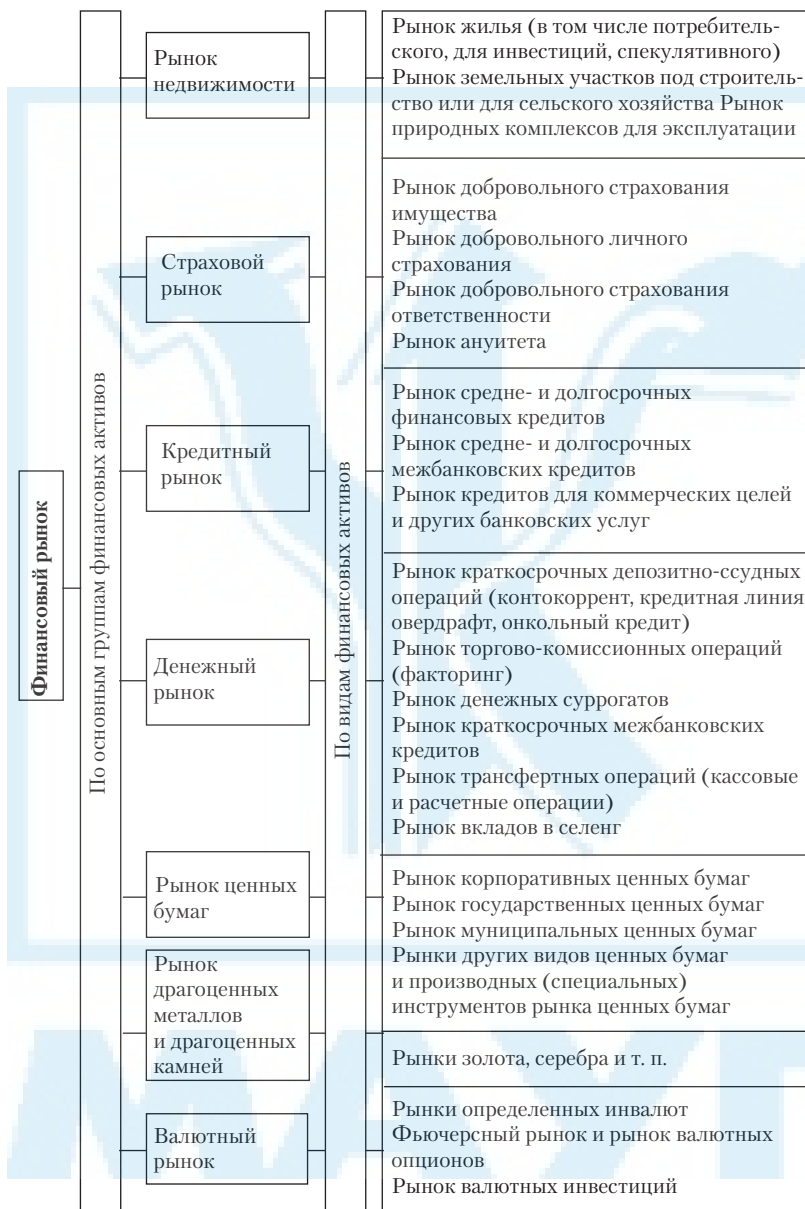 Финансовый рынок
По основным группам финансовых активов
Рынок
недвижимости
Страховой
рынок
Кредитный
рынок
Денежный
рынок
Рынок ценных
бумаг
Рынок
драгоценных
металлов
и драгоценных
камней
Валютный
рынок
По видам финансовых активов
Рынок жилья (в том числе потребитель-
ского, для инвестиций, спекулятивного)
Рынок земельных участков под строитель-
ство или для сельского хозяйства Рынок
природных комплексов для эксплуатации
Рынок добровольного страхования
имущества
Рынок добровольного личного
страхования
Рынок добровольного страхования
ответственности
Рынок ануитета
Рынок средне- и долгосрочных
финансовых кредитов
Рынок средне- и долгосрочных
межбанковских кредитов
Рынок кредитов для коммерческих целей
и других банковских услуг
Рынок краткосрочных депозитно-ссудных
операций (контокоррент, кредитная линия
овердрафт, онкольный кредит)
Рынок торгово-комиссионных операций
(факторинг)
Рынок денежных суррогатов
Рынок краткосрочных межбанковских
кредитов
Рынок трансфертных операций (кассовые
и расчетные операции)
Рынок вкладов в селенг
Рынок корпоративных ценных бумаг
Рынок государственных ценных бумаг
Рынок муниципальных ценных бумаг
Рынки других видов ценных бумаг
и производных (специальных)
инструментов рынка ценных бумаг
Рынки золота, серебра и т. п.
Рынки определенных инвалют
Фьючерсный рынок и рынок валютных
опционов
Рынок валютных инвестиций